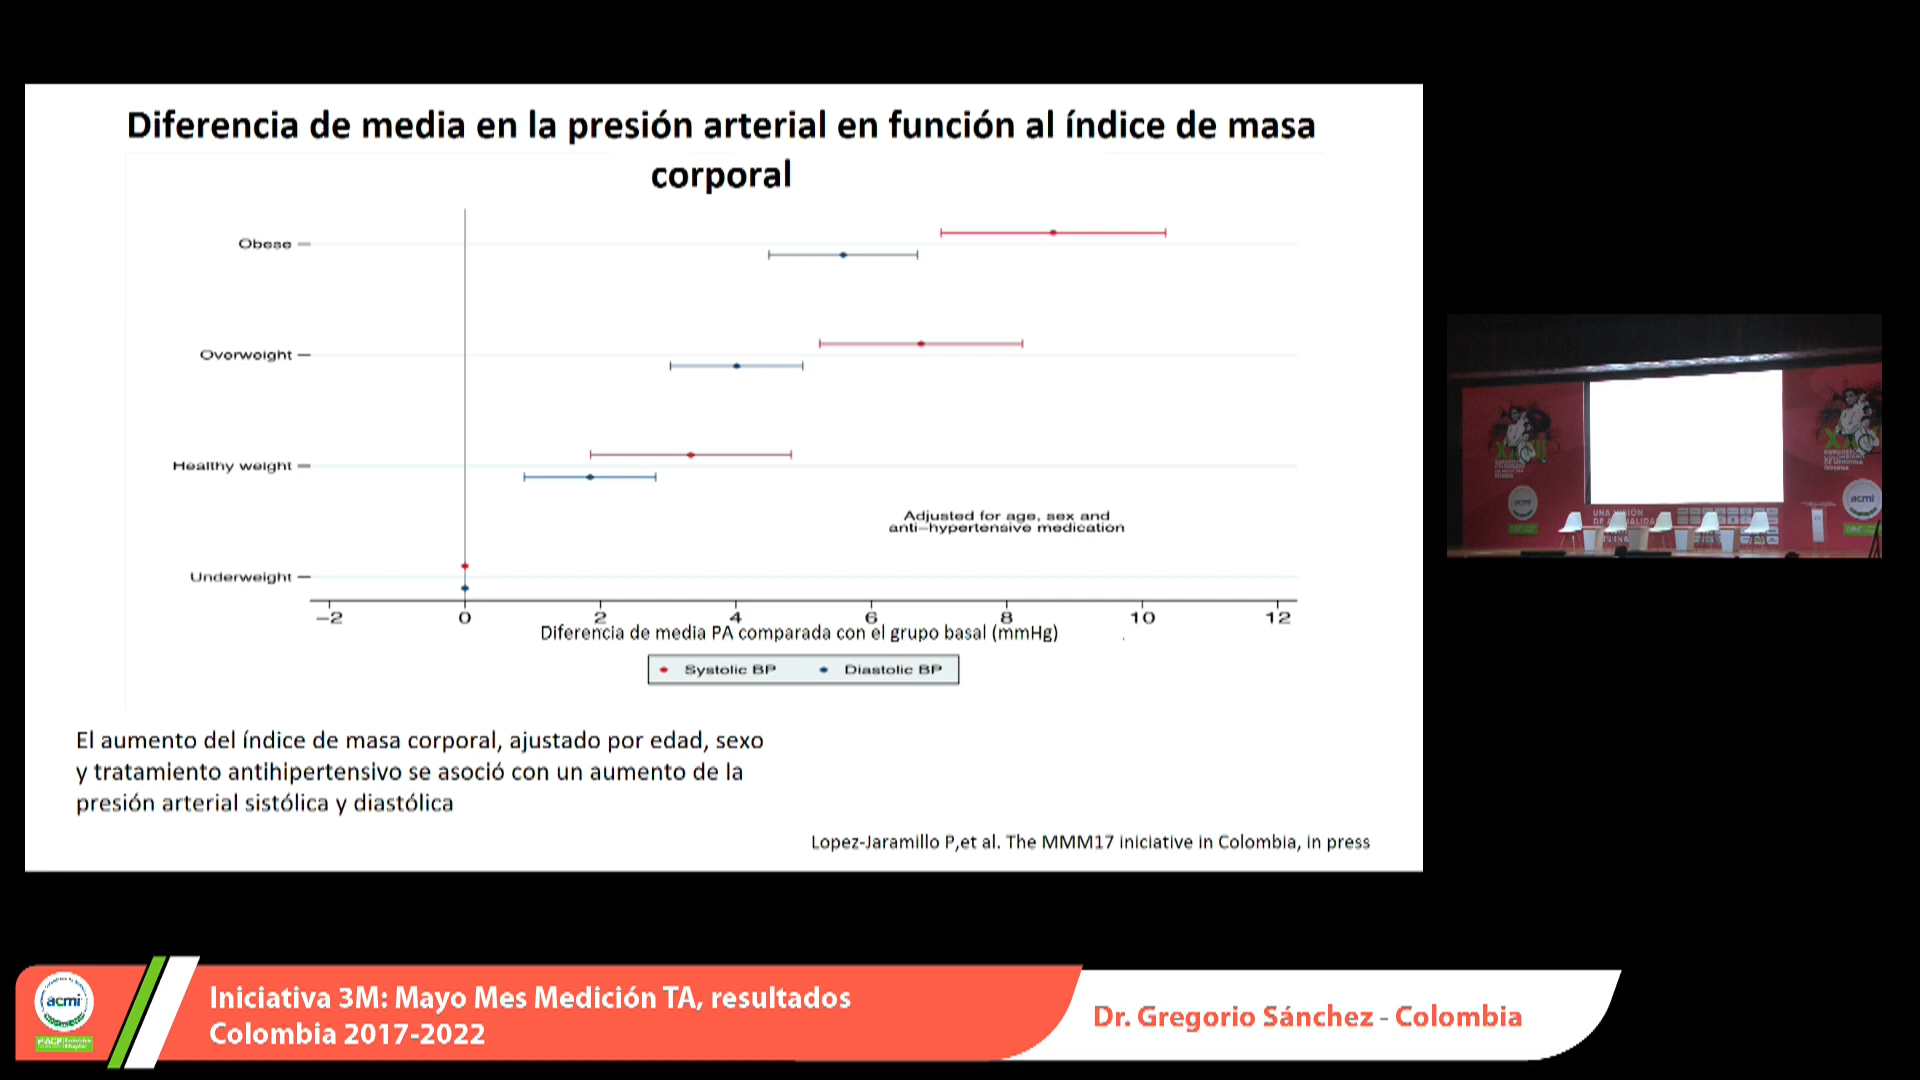 Diferencia de media en la presión arterial en función al índice de masa
corporal
Obese
Overweight
Healthy weight
Adjusted for age, sex and
anti-hypertensive medication
Underweight
-2 0 2 4 6 8 10 12
Diferencia de media PA comparada con el grupo basal (mmHg)
Systolic BP Diastolic BP
El aumento del índice de masa corporal, ajustado por edad, sexo
y tratamiento antihipertensivo se asoció con un aumento de la
presión arterial sistólica y diastólica
Lopez-Jaramillo P,et al. The MMM17 iniciative in Colombia, in press
acmi
acmi
UNA VISION
acmi
ACP
Iniciativa 3M: Mayo Mes Medición TA, resultados
Colombia 2017-2022
Dr. Gregorio Sánchez - Colombia